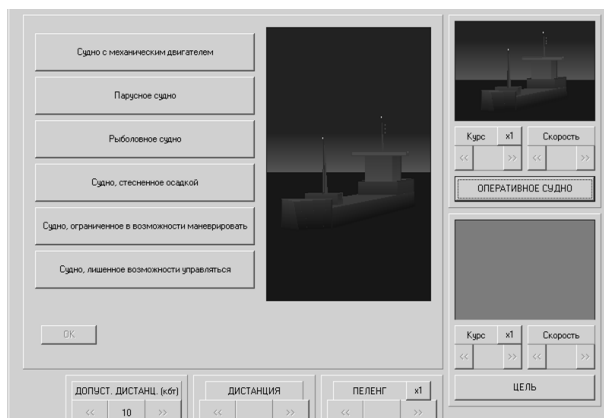 Судно с механическим двигателем
Парусное судно
Рыболовное судно
Судно, стесненное осадкой
Судно, ограниченное в возможности маневрировать
Судно, лишенное возможности управляться
OK
Курс x1 Скорость
<< >> << >>
ОПЕРАТИВНОЕ СУДНО
Курс x1 Скорость
<< >> << >>
ЦЕЛЬ
ДОПУСТ. ДИСТАНЦ. (кбт)
<< 10 >>
ДИСТАНЦИЯ
<< >>
ПЕЛЕНГ x1
<< >>